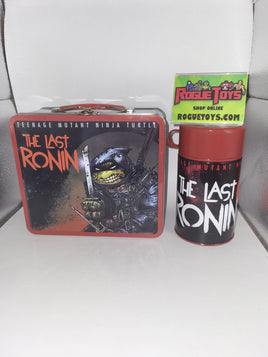 ROGUE TOYS
SHOP ONLINE
ROGUETOYS.COM
TEENAGE MUTANT NINJA TURTLES
THE LAST
RONIN
THE LAST
RONIN